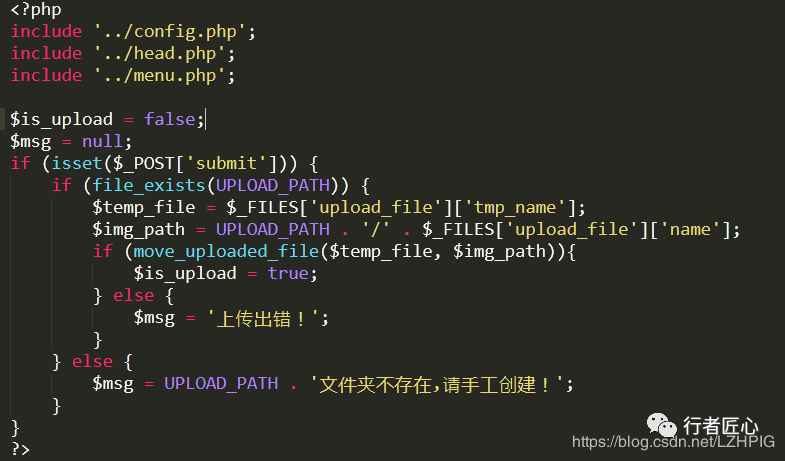 <?php
include '../config.php';
include '../head.php';
include '../menu.php';
$is_upload = false;
$msg = null;
if (isset($_POST['submit'])) {
    if (file_exists(UPLOAD_PATH)) {
        $temp_file = $_FILES['upload_file']['tmp_name'];
        $img_path = UPLOAD_PATH . '/' . $_FILES['upload_file']['name'];
        if (move_uploaded_file($temp_file, $img_path)){
            $is_upload = true;
        } else {
            $msg = '上传出错！';
        }
    } else {
        $msg = UPLOAD_PATH . '文件夹不存在,请手工创建！';
    }
}
?>
行者匠心
https://blog.csdn.net/LZHPIG